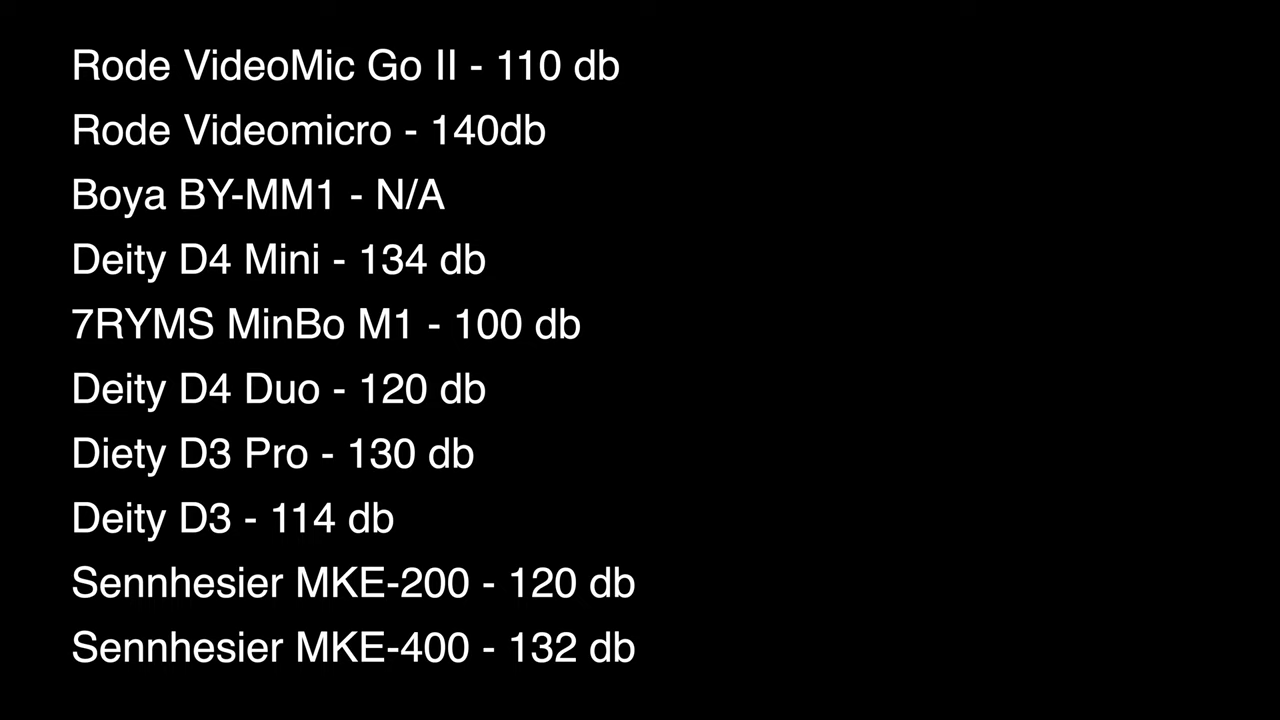 Rode VideoMic Go II - 110 db
Rode Videomicro - 140db
Boya BY-MM1 - N/A
Deity D4 Mini - 134 db
7RYMS MinBo M1 - 100 db
Deity D4 Duo - 120 db
Diety D3 Pro - 130 db
Deity D3 - 114 db
Sennhesier MKE-200 - 120 db
Sennhesier MKE-400 - 132 db